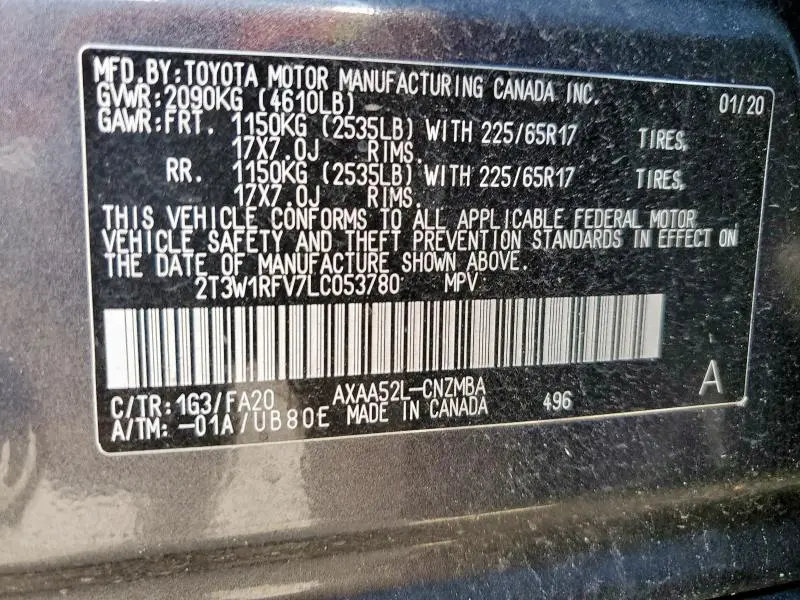 MFD.BY:TOYOTA MOTOR MANUFACTURING CANADA INC.
GVWR:2090KG (4610LB) 01/20
GAWR:FRT. 1150KG (2535LB) WITH 225/65R17 TIRES,
17X7.0J RIMS.
RR. 1150KG (2535LB) WITH 225/65R17 TIRES,
17X7.0J RIMS.
THIS VEHICLE CONFORMS TO ALL APPLICABLE FEDERAL MOTOR
VEHICLE SAFETY AND THEFT PREVENTION STANDARDS IN EFFECT ON
THE DATE OF MANUFACTURE SHOWN ABOVE.
2T3W1RFV7LC053780 MPV
A
C/TR:1G3/FA20 AXAA52L-CNZMBA
A/TM:-01A/UB80E MADE IN CANADA 496